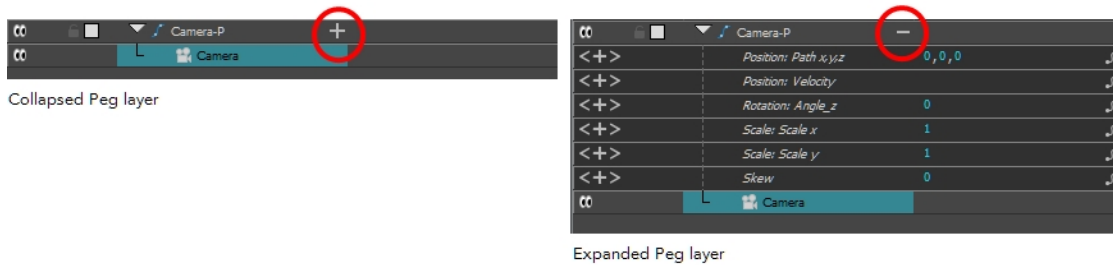 Camera-P
Camera
Collapsed Peg layer
Camera-P
Position: Path x,y,z 0,0,0
Position: Velocity
Rotation: Angle_z 0
Scale: Scale x 1
Scale: Scale y 1
Skew 0
Camera
Expanded Peg layer